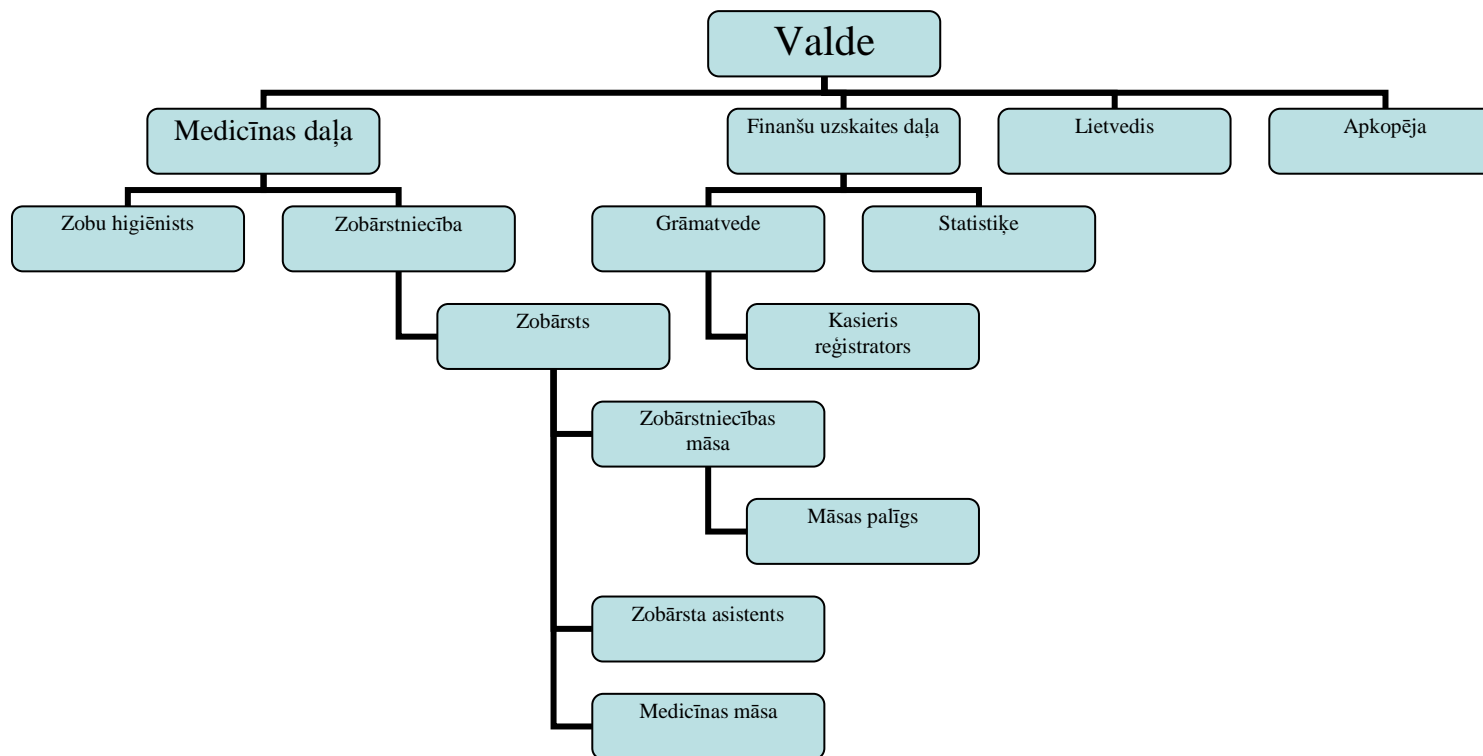 Valde
Medicīnas daļa
Finanšu uzskaites daļa
Lietvedis
Apkopēja
Zobu higiēnists
Zobārstniecība
Grāmatvede
Statistiķe
Zobārsts
Kasieris
reģistrators
Zobārstniecības
māsa
Māsas palīgs
Zobārsta asistents
Medicīnas māsa